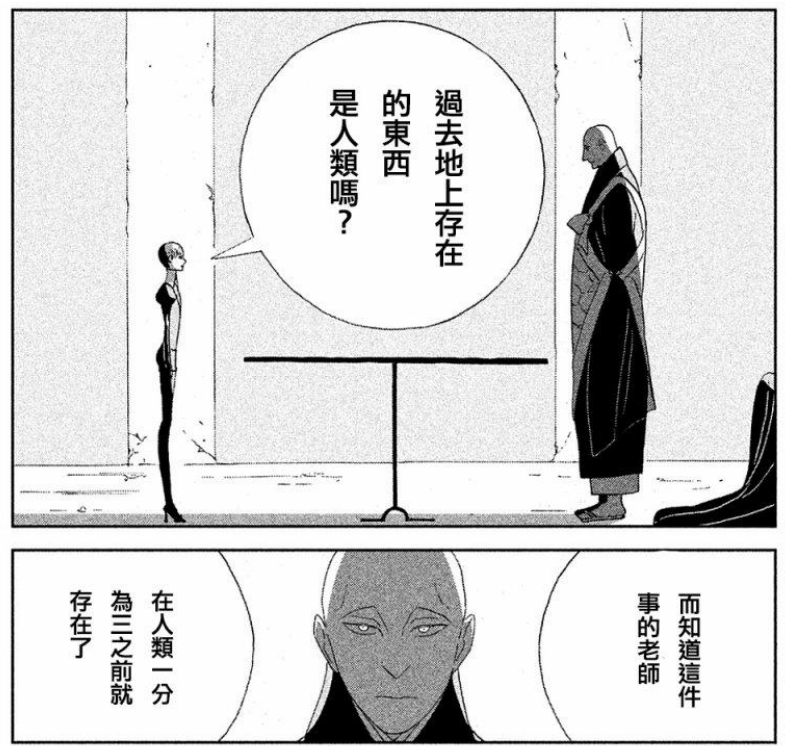 過去地上存在
的東西
是人類嗎？
而知道這件
事的老師
在人類一分
為三之前就
存在了